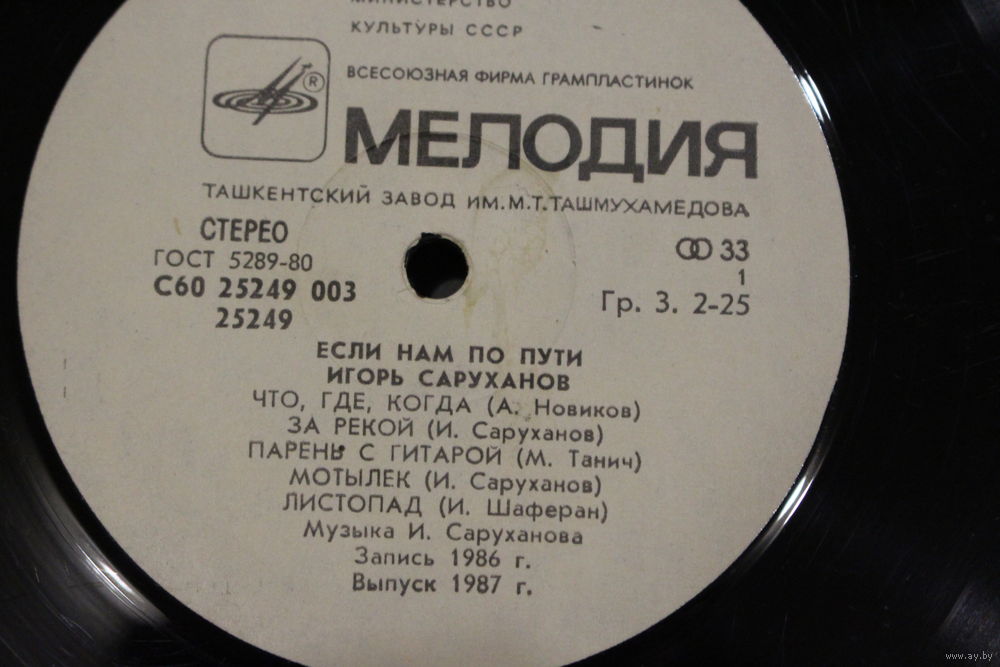 МИНИСТЕРСТВО
КУЛЬТУРЫ СССР
®
ВСЕСОЮЗНАЯ ФИРМА ГРАМПЛАСТИНОК
МЕЛОДИЯ
ТАШКЕНТСКИЙ ЗАВОД ИМ. М. Т. ТАШМУХАМЕДОВА
СТЕРЕО
ГОСТ 5289-80
С60 25249 003
25249
33
1
Гр. 3. 2-25
ЕСЛИ НАМ ПО ПУТИ
ИГОРЬ САРУХАНОВ
ЧТО, ГДЕ, КОГДА (А. Новиков)
ЗА РЕКОЙ (И. Саруханов)
ПАРЕНЬ С ГИТАРОЙ (М. Танич)
МОТЫЛЕК (И. Саруханов)
ЛИСТОПАД (И. Шаферан)
Музыка И. Саруханова
Запись 1986 г.
Выпуск 1987 г.
www.ay.by